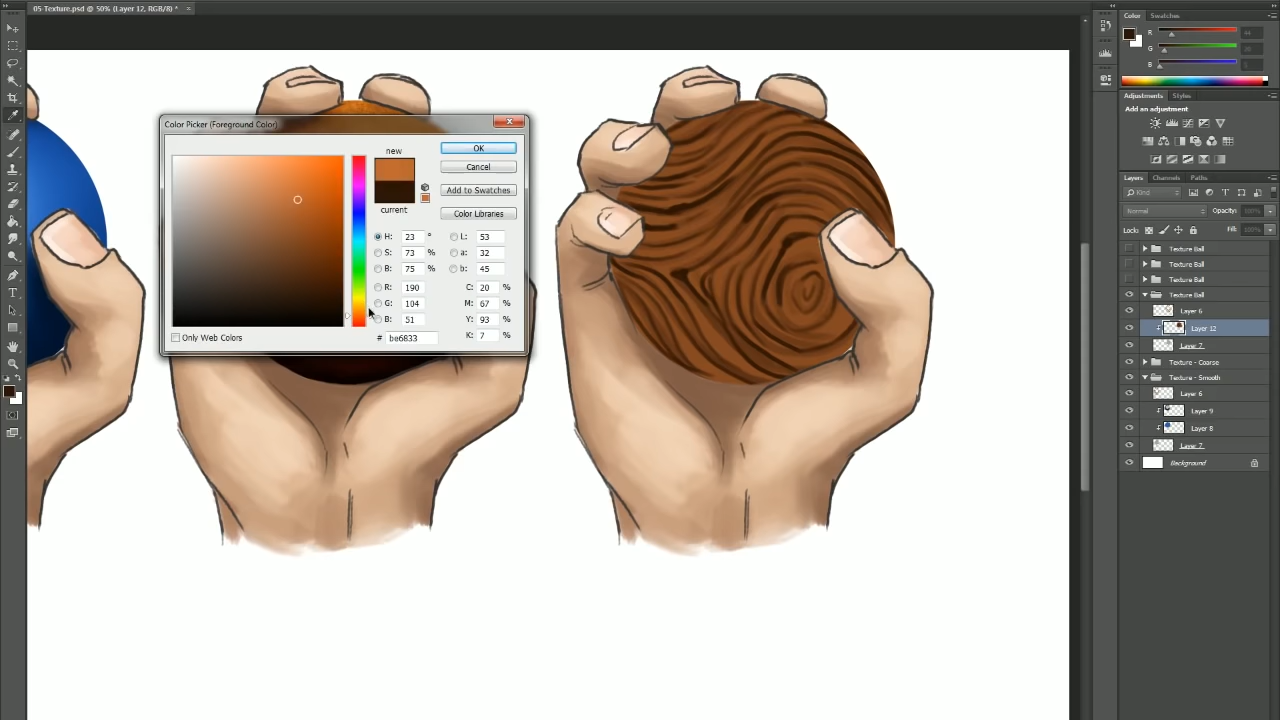 05-Texture.psd @ 50% (Layer 12, RGB/8) * ×
Color Swatches
R
G
B
Adjustments Styles
Add an adjustment
Layers Channels Paths
Kind
Normal Opacity:
Lock: Fill:
Texture Ball
Texture Ball
Texture Ball
Texture Ball
Layer 6
Layer 12
Layer 7
Texture - Coarse
Texture - Smooth
Layer 6
Layer 9
Layer 8
Layer 7
Background
Color Picker (Foreground Color)
new
current
OK
Cancel
Add to Swatches
Color Libraries
H: 23 ° L: 53
S: 73 % a: 32
B: 75 % b: 45
R: 190 C: 20 %
G: 104 M: 67 %
B: 51 Y: 93 %
# be6833 K: 7 %
Only Web Colors